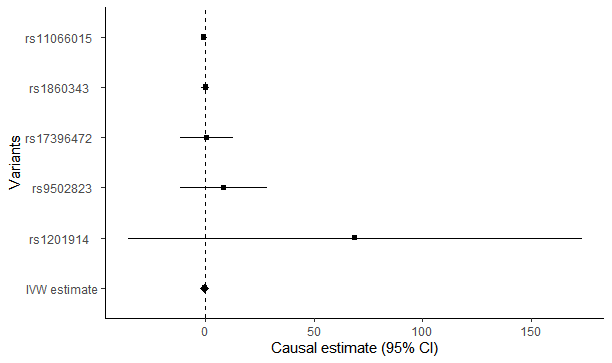 Variants
rs11066015
rs1860343
rs17396472
rs9502823
rs1201914
IVW estimate
0 50 100 150
Causal estimate (95% CI)